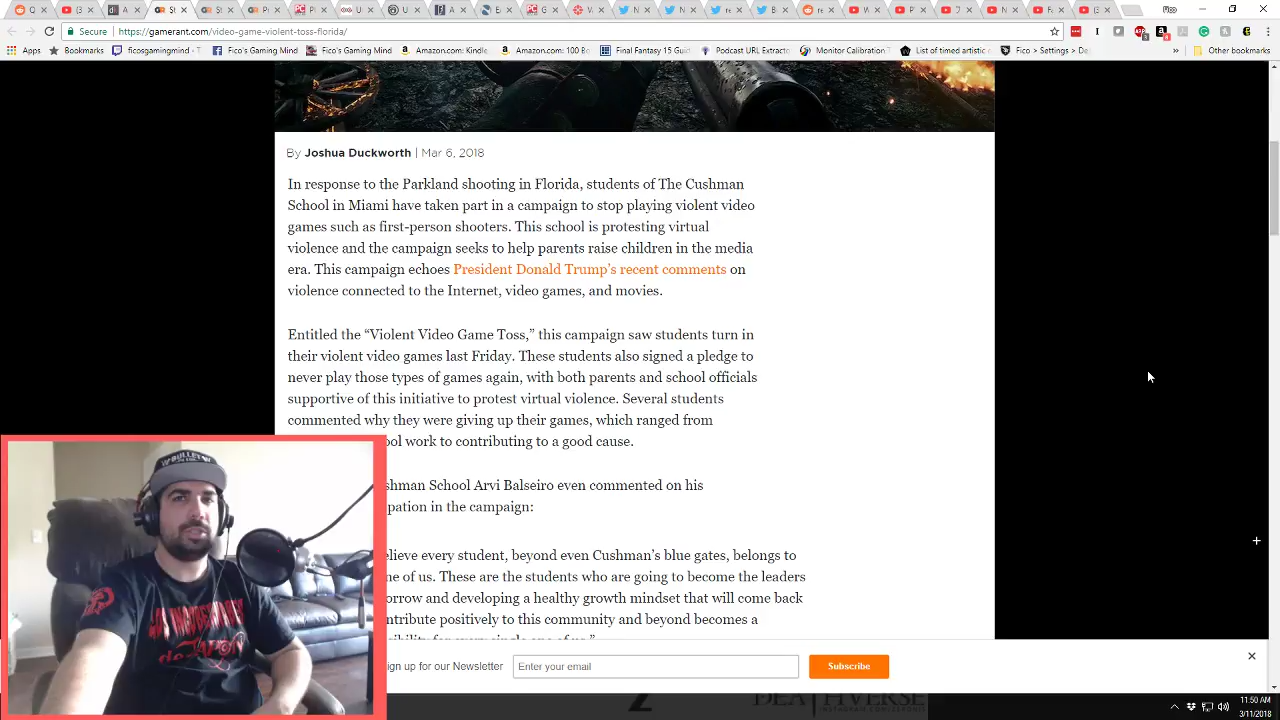 Secure https://gamerant.com/video-game-violent-toss-florida/
Apps Bookmarks ficosgamingmind - T Fico's Gaming Mind Fico's Gaming Mind Amazon.com: Kindle Amazon Best Sellers: Final Fantasy 15 Guid Podcast URL Extracto Monitor Calibration T List of timed artistic r Fico > Settings > De » Other bookmarks
By Joshua Duckworth | Mar 6, 2018
In response to the Parkland shooting in Florida, students of The Cushman
School in Miami have taken part in a campaign to stop playing violent video
games such as first-person shooters. This school is protesting virtual
violence and the campaign seeks to help parents raise children in the media
era. This campaign echoes President Donald Trump's recent comments on
violence connected to the Internet, video games, and movies.
Entitled the “Violent Video Game Toss,” this campaign saw students turn in
their violent video games last Friday. These students also signed a pledge to
never play those types of games again, with both parents and school officials
supportive of this initiative to protest virtual violence. Several students
commented why they were giving up their games, which ranged from
ool work to contributing to a good cause.
shman School Arvi Balseiro even commented on his
pation in the campaign:
elieve every student, beyond even Cushman's blue gates, belongs to
ne of us. These are the students who are going to become the leaders
orrow and developing a healthy growth mindset that will come back
ntribute positively to this community and beyond becomes a
sibility for every single one of us.”
ign up for our Newsletter Enter your email Subscribe
DEATHVERSE
11:50 AM
3/11/2018